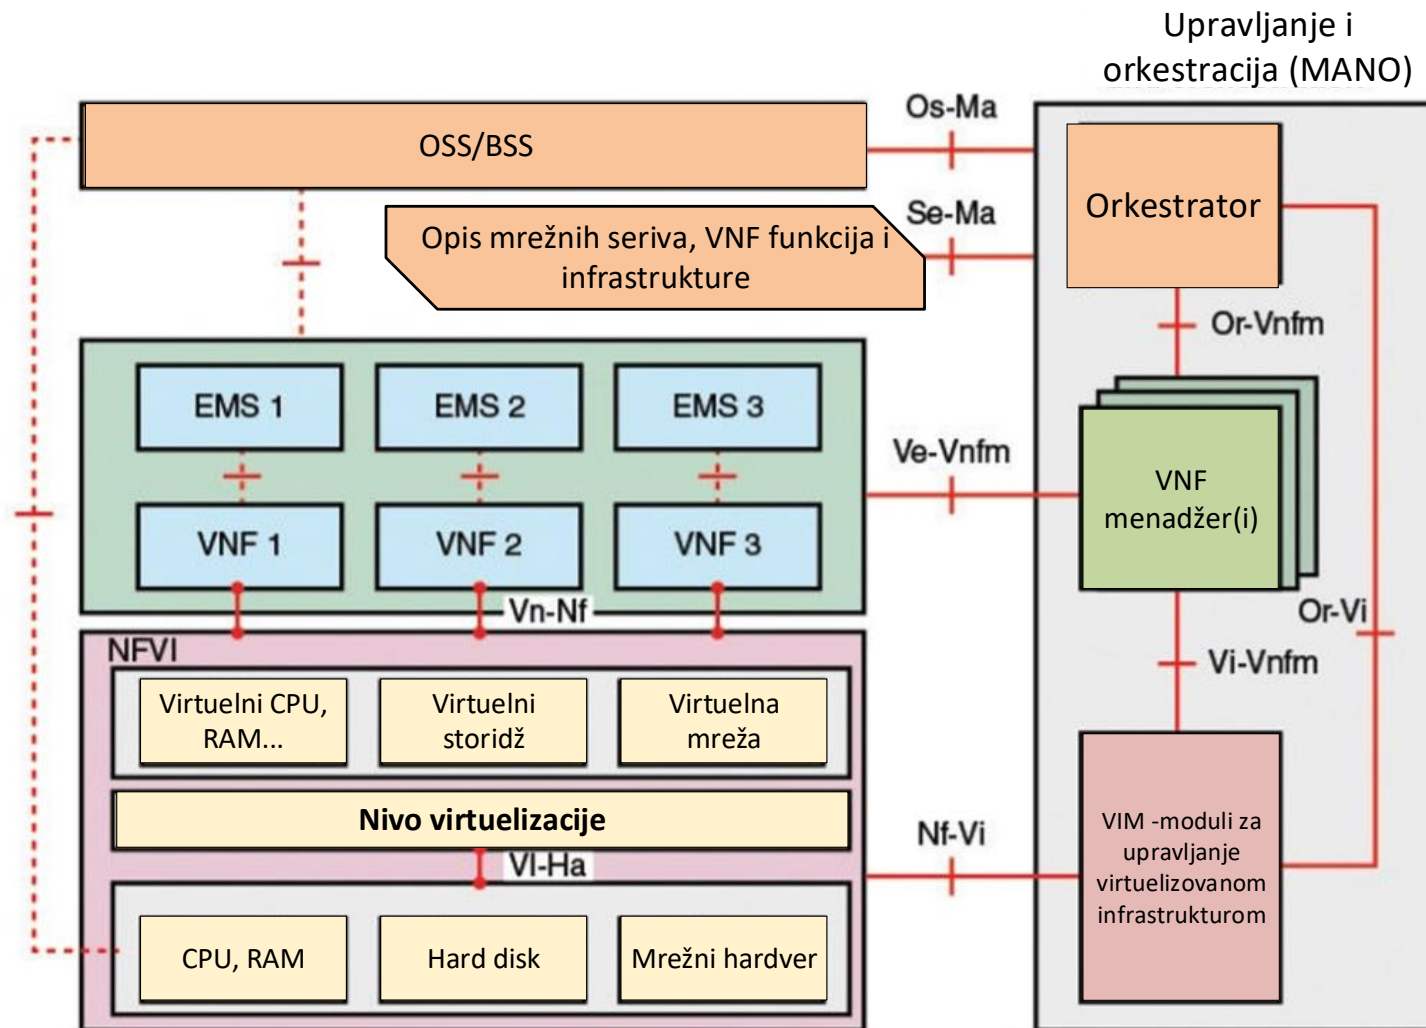 Upravljanje i
orkestracija (MANO)
OSS/BSS
Os-Ma
Orkestrator
Se-Ma
Opis mrežnih seriva, VNF funkcija i
infrastrukture
Or-Vnfm
EMS 1
EMS 2
EMS 3
Ve-Vnfm
VNF
menadžer(i)
VNF 1
VNF 2
VNF 3
Vn-Nf
Or-Vi
NFVI
Vi-Vnfm
Virtuelni CPU,
RAM...
Virtuelni
storidž
Virtuelna
mreža
Nivo virtuelizacije
Nf-Vi
VIM -moduli za
upravljanje
virtuelizovanom
infrastrukturom
VI-Ha
CPU, RAM
Hard disk
Mrežni hardver